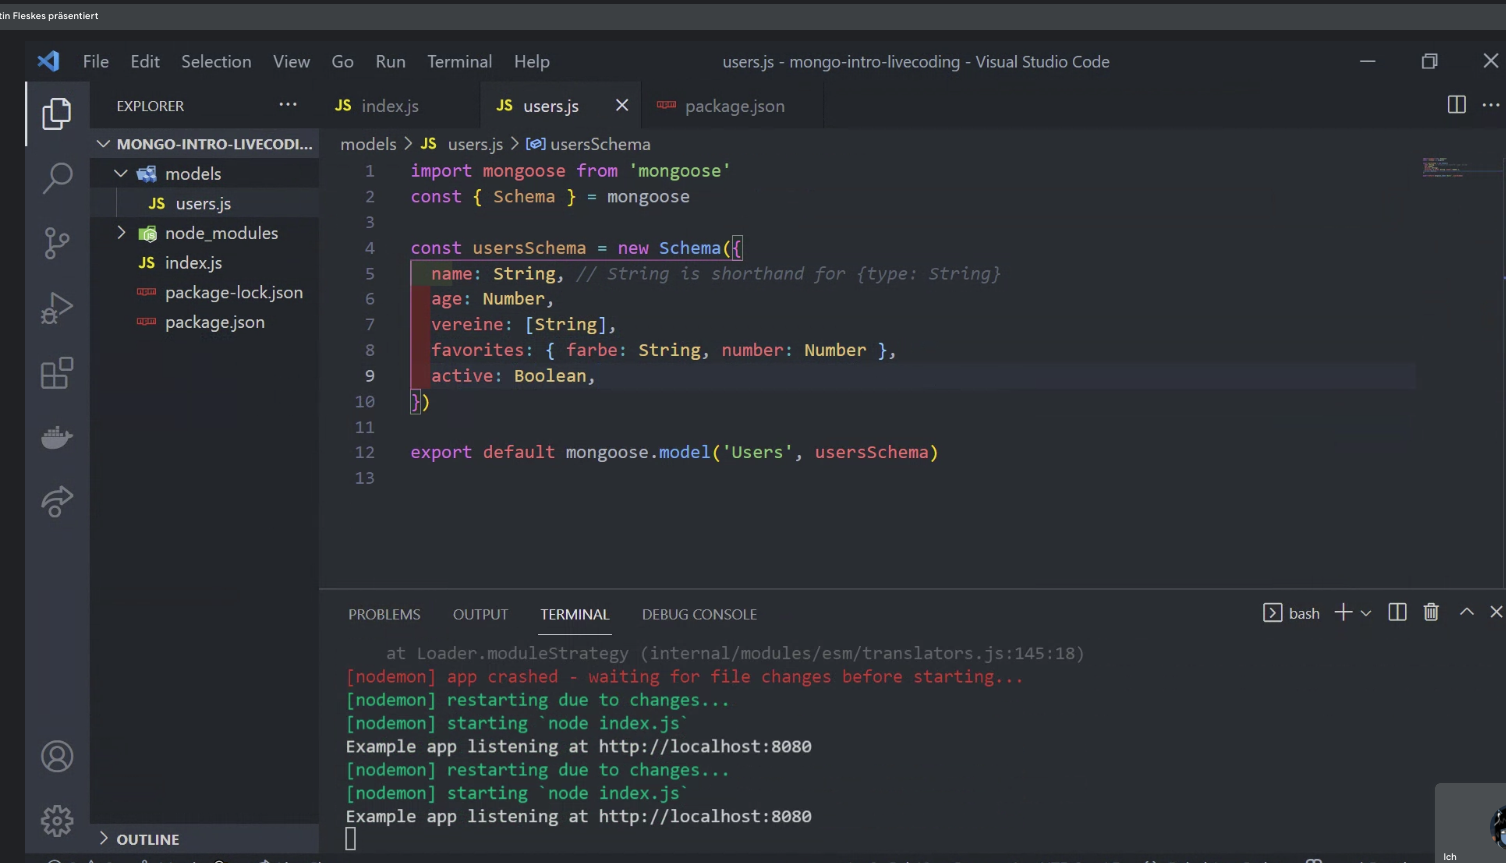 tin Fleskes präsentiert
File Edit Selection View Go Run Terminal Help
users.js - mongo-intro-livecoding - Visual Studio Code
EXPLORER
MONGO-INTRO-LIVECODI...
models
JS users.js
node_modules
JS index.js
package-lock.json
package.json
OUTLINE
JS index.js
JS users.js
package.json
models > JS users.js > usersSchema
1 import mongoose from 'mongoose'
2 const { Schema } = mongoose
3
4 const usersSchema = new Schema({
5 name: String, // String is shorthand for {type: String}
6 age: Number,
7 vereine: [String],
8 favorites: { farbe: String, number: Number },
9 active: Boolean,
10 })
11
12 export default mongoose.model('Users', usersSchema)
13
PROBLEMS OUTPUT TERMINAL DEBUG CONSOLE
bash
at Loader.moduleStrategy (internal/modules/esm/translators.js:145:18)
[nodemon] app crashed - waiting for file changes before starting...
[nodemon] restarting due to changes...
[nodemon] starting `node index.js`
Example app listening at http://localhost:8080
[nodemon] restarting due to changes...
[nodemon] starting `node index.js`
Example app listening at http://localhost:8080
Ich